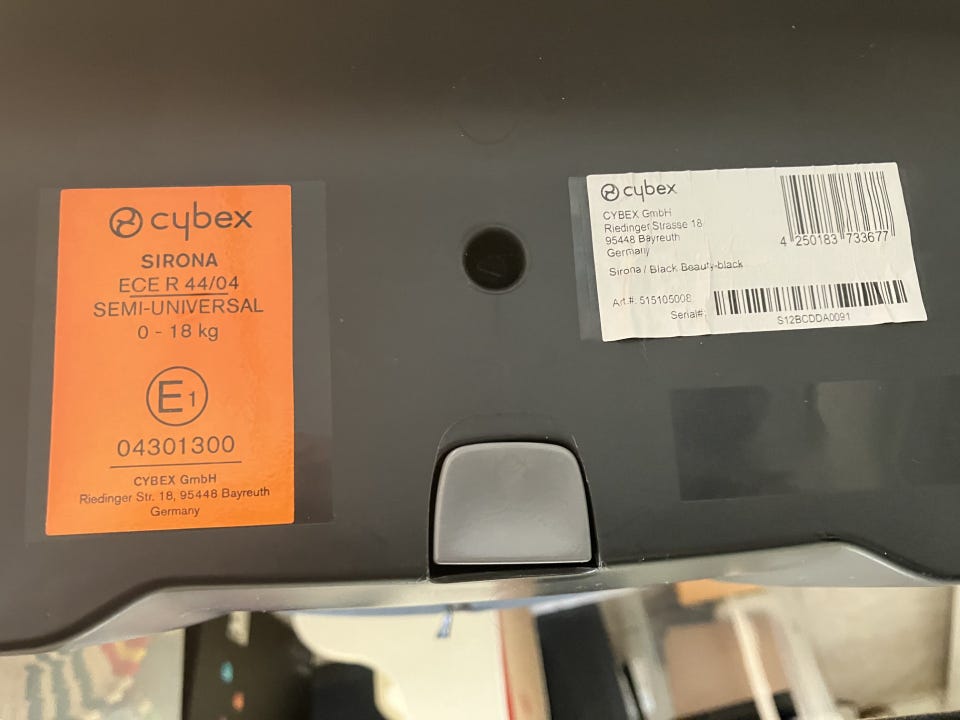 cybex
SIRONA
ECE R 44/04
SEMI-UNIVERSAL
0 - 18 kg
E1
04301300
CYBEX GmbH
Riedinger Str. 18, 95448 Bayreuth
Germany
cybex
CYBEX GmbH
Riedinger Strasse 18
95448 Bayreuth
Germany
4 250183 733677
Sirona / Black Beauty-black
Art.#: 515105008
Serial#:
S12BCDDA0091